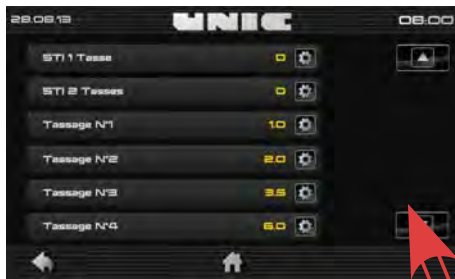 28.08.13 UNIC 08:00
STI 1 Tasse 0
STI 2 Tasses 0
Tassage N°1 1.0
Tassage N°2 2.0
Tassage N°3 3.5
Tassage N°4 6.0